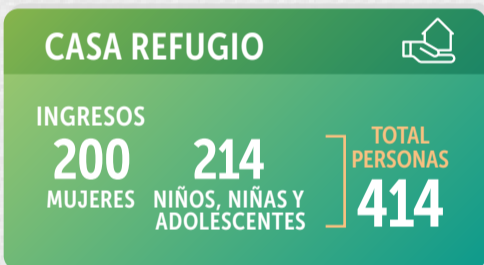 CASA REFUGIO
INGRESOS
200
MUJERES
214
NIÑOS, NIÑAS Y
ADOLESCENTES
TOTAL
PERSONAS
414